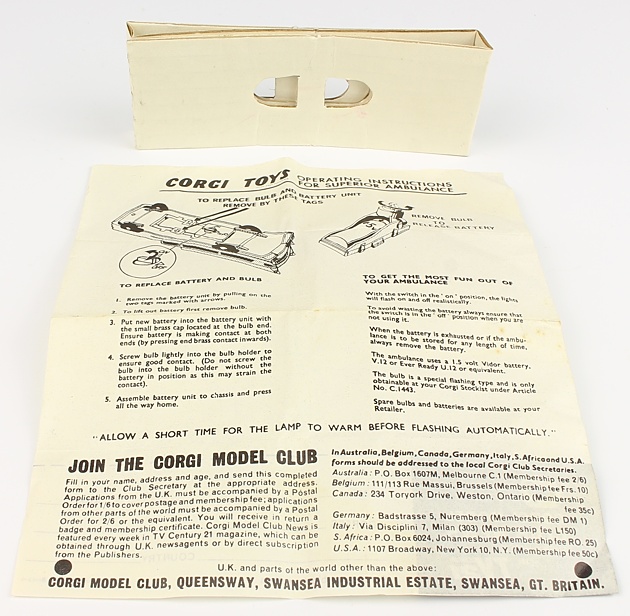 CORGI TOYS OPERATING INSTRUCTIONS
FOR SUPERIOR AMBULANCE
TO REPLACE BULB AND BATTERY UNIT
REMOVE BY THESE TAGS
REMOVE BULB
TO
RELEASE BATTERY
TO REPLACE BATTERY AND BULB
1. Remove the battery unit by pulling on the
two tags marked with arrows.
2. To lift out battery first remove bulb.
3. Put new battery into the battery unit with
the small brass cap located at the bulb end.
Ensure battery is making contact at both
ends (by pressing end brass contact inwards).
4. Screw bulb lightly into the bulb holder to
ensure good contact. (Do not screw the
bulb into the bulb holder without the
battery in position as this may strain the
contact).
5. Assemble battery unit to chassis and press
all the way home.
TO GET THE MOST FUN OUT OF
YOUR AMBULANCE
With the switch in the "on" position, the lights
will flash on and off realistically.
To avoid wasting the battery always ensure that
the switch is in the "off" position when you are
not using it.
When the battery is exhausted or if the ambu-
lance is to be stored for any length of time,
always remove the battery.
The ambulance uses a 1.5 volt Vidor battery,
V.12 or Ever Ready U.12 or equivalent.
The bulb is a special flashing type and is only
obtainable at your Corgi Stockist under Article
No. C.1443.
Spare bulbs and batteries are available at your
Retailer.
"ALLOW A SHORT TIME FOR THE LAMP TO WARM BEFORE FLASHING AUTOMATICALLY."
JOIN THE CORGI MODEL CLUB
Fill in your name, address and age, and send this completed
form to the Club Secretary at the appropriate address.
Applications from the U.K. must be accompanied by a Postal
Order for 1/6 to cover postage and membership fee; applications
from other parts of the world must be accompanied by a Postal
Order for 2/6 or the equivalent. You will receive in return a
badge and membership certificate. Corgi Model Club News is
featured every week in TV Century 21 magazine, which can be
obtained through U.K. newsagents or by direct subscription
from the Publishers.
In Australia, Belgium, Canada, Germany, Italy, S. Africa and U.S.A.
forms should be addressed to the local Corgi Club Secretaries.
Australia: P.O. Box 1607M, Melbourne C.1 (Membership fee 2/6)
Belgium: 111/113 Rue Massui, Brussels (Membership fee Frs. 10)
Canada: 234 Toryork Drive, Weston, Ontario (Membership
fee 35c)
Germany: Badstrasse 5, Nuremberg (Membership fee DM 1)
Italy: Via Disciplini 7, Milan (303) (Membership fee L150)
S. Africa: P.O. Box 6024, Johannesburg (Membership fee RO. 25)
U.S.A.: 1107 Broadway, New York 10, N.Y. (Membership fee 50c)
U.K. and parts of the world other than the above:
CORGI MODEL CLUB, QUEENSWAY, SWANSEA INDUSTRIAL ESTATE, SWANSEA, GT. BRITAIN.